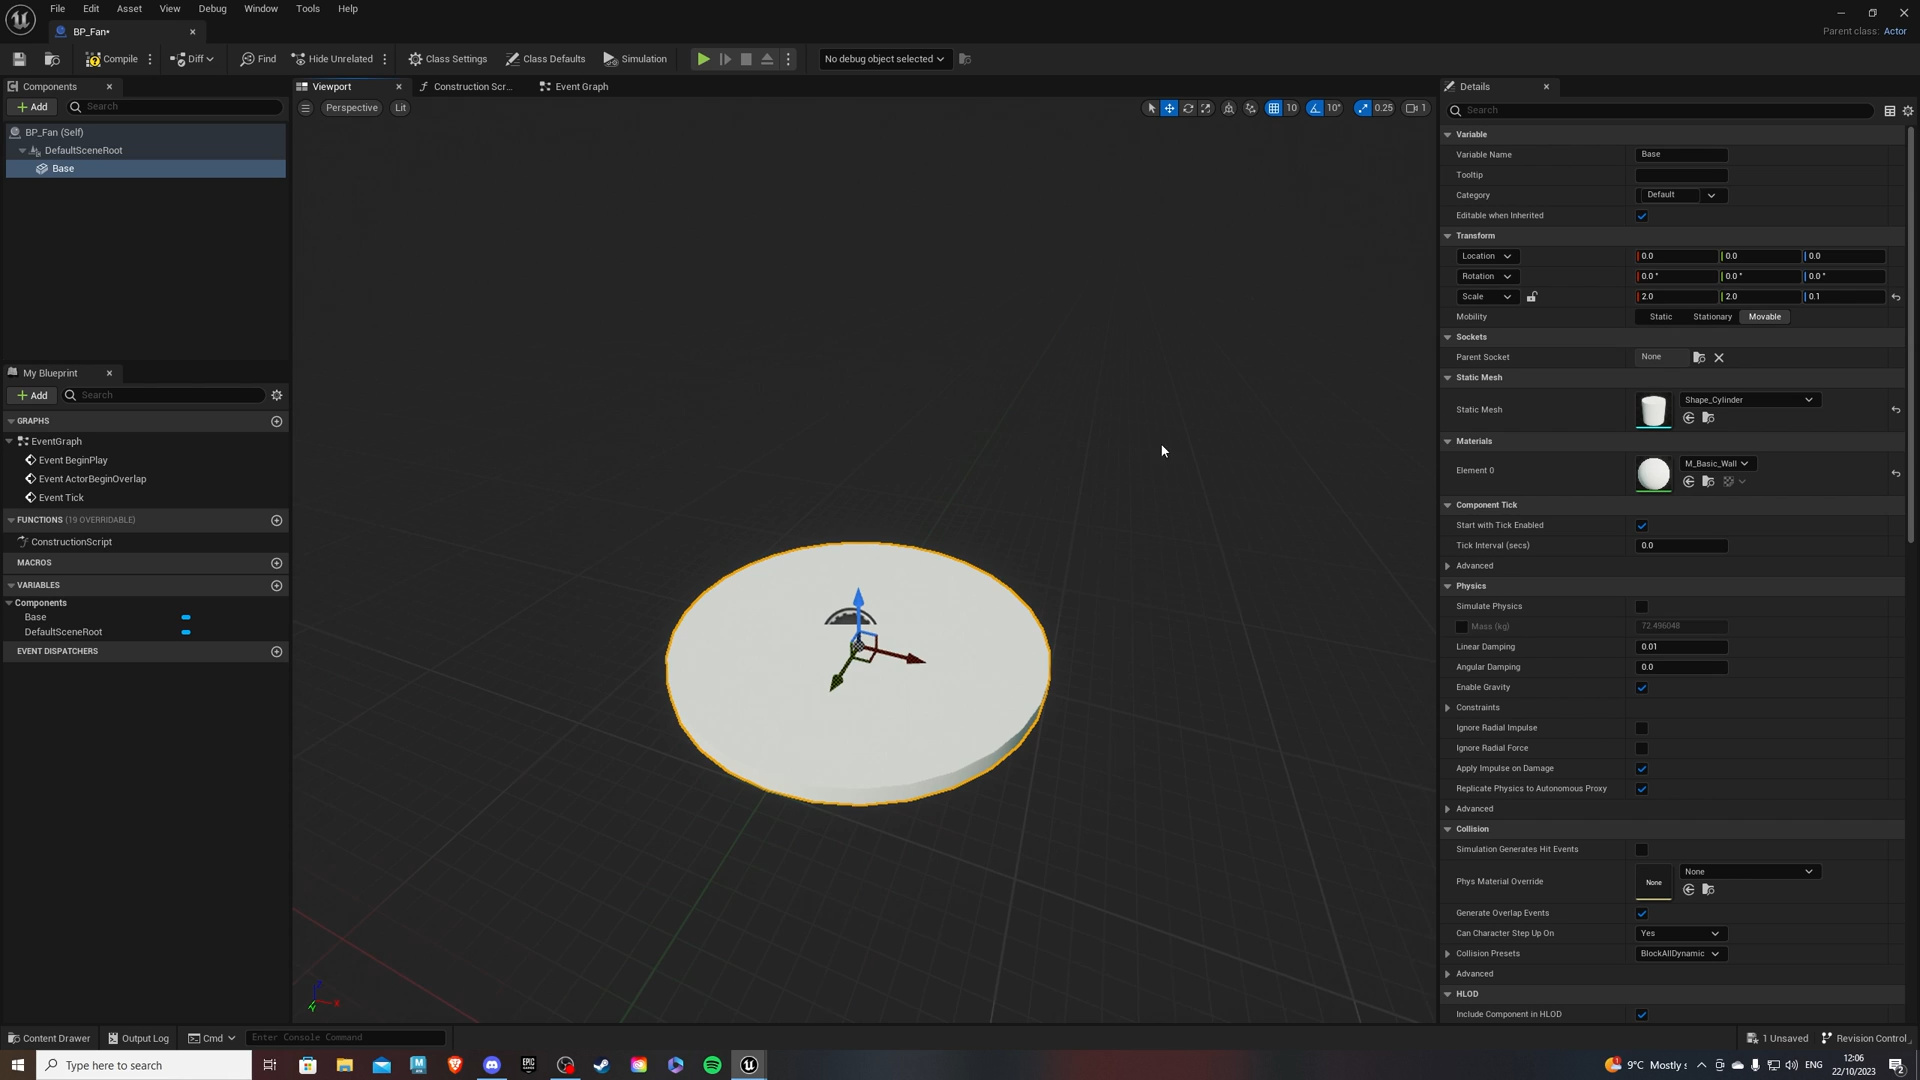 File Edit Asset View Debug Window Tools Help
BP_Fan*
Parent class: Actor
Compile Diff Find Hide Unrelated Class Settings Class Defaults Simulation No debug object selected
Components Viewport Construction Scr... Event Graph Details
Add Search Perspective Lit 10 10° 0.25 1 Search
BP_Fan (Self)
DefaultSceneRoot
Base
My Blueprint
Add Search
GRAPHS
EventGraph
Event BeginPlay
Event ActorBeginOverlap
Event Tick
FUNCTIONS (19 OVERRIDABLE)
ConstructionScript
MACROS
VARIABLES
Components
Base
DefaultSceneRoot
EVENT DISPATCHERS
Z X Y
Variable
Variable Name Base
Tooltip
Category Default
Editable when Inherited
Transform
Location 0.0 0.0 0.0
Rotation 0.0° 0.0° 0.0°
Scale 2.0 2.0 0.1
Mobility Static Stationary Movable
Sockets
Parent Socket None
Static Mesh
Static Mesh Shape_Cylinder
Materials
Element 0 M_Basic_Wall
Component Tick
Start with Tick Enabled
Tick Interval (secs) 0.0
Advanced
Physics
Simulate Physics
Mass (kg) 72.496048
Linear Damping 0.01
Angular Damping 0.0
Enable Gravity
Constraints
Ignore Radial Impulse
Ignore Radial Force
Apply Impulse on Damage
Replicate Physics to Autonomous Proxy
Advanced
Collision
Simulation Generates Hit Events
Phys Material Override None None
Generate Overlap Events
Can Character Step Up On Yes
Collision Presets BlockAllDynamic
Advanced
HLOD
Include Component in HLOD
Content Drawer Output Log Cmd Enter Console Command 1 Unsaved Revision Control
Type here to search 9°C Mostly s ENG 12:06
22/10/2023